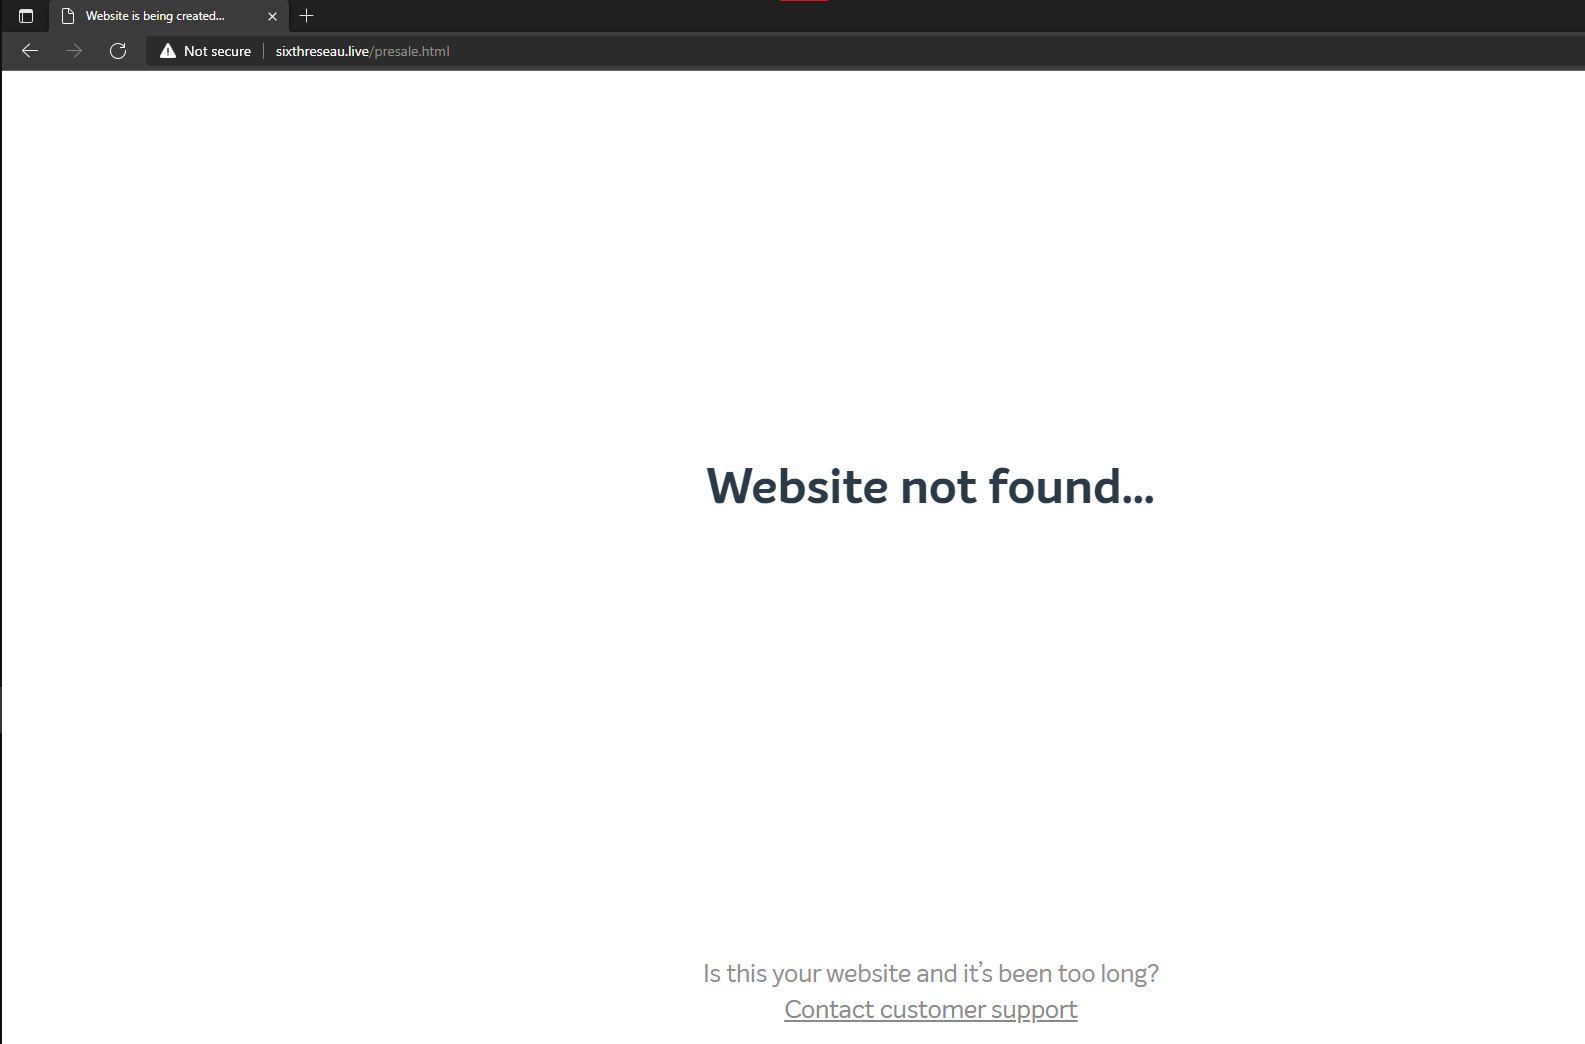 Website is being created...
Not secure sixthreseau.live/presale.html
Website not found...
Is this your website and it's been too long?
Contact customer support